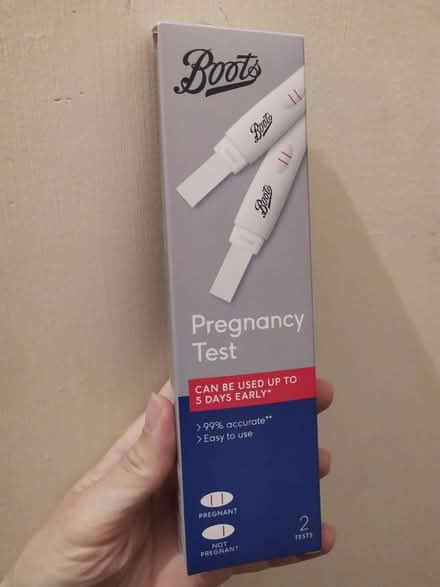 Boots
Boots
Boots
Pregnancy
Test
CAN BE USED UP TO
5 DAYS EARLY*
> 99% accurate**
> Easy to use
PREGNANT
NOT
PREGNANT
2
TESTS